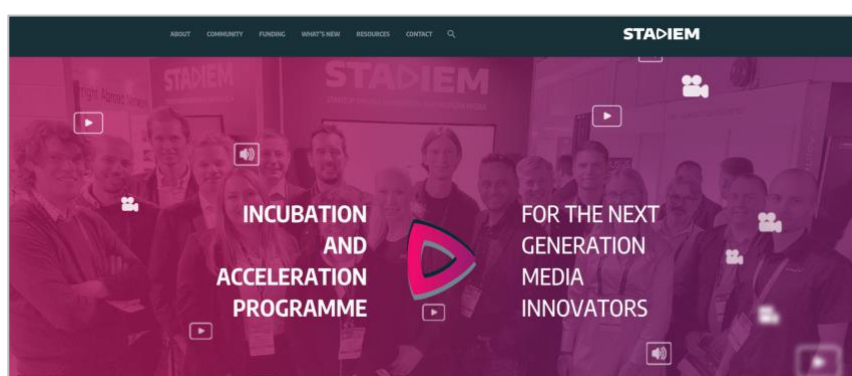 ABOUT COMMUNITY FUNDING WHAT'S NEW RESOURCES CONTACT
STADIEM
STADIEM
STADIEM
INCUBATION
AND
ACCELERATION
PROGRAMME
FOR THE NEXT
GENERATION
MEDIA
INNOVATORS